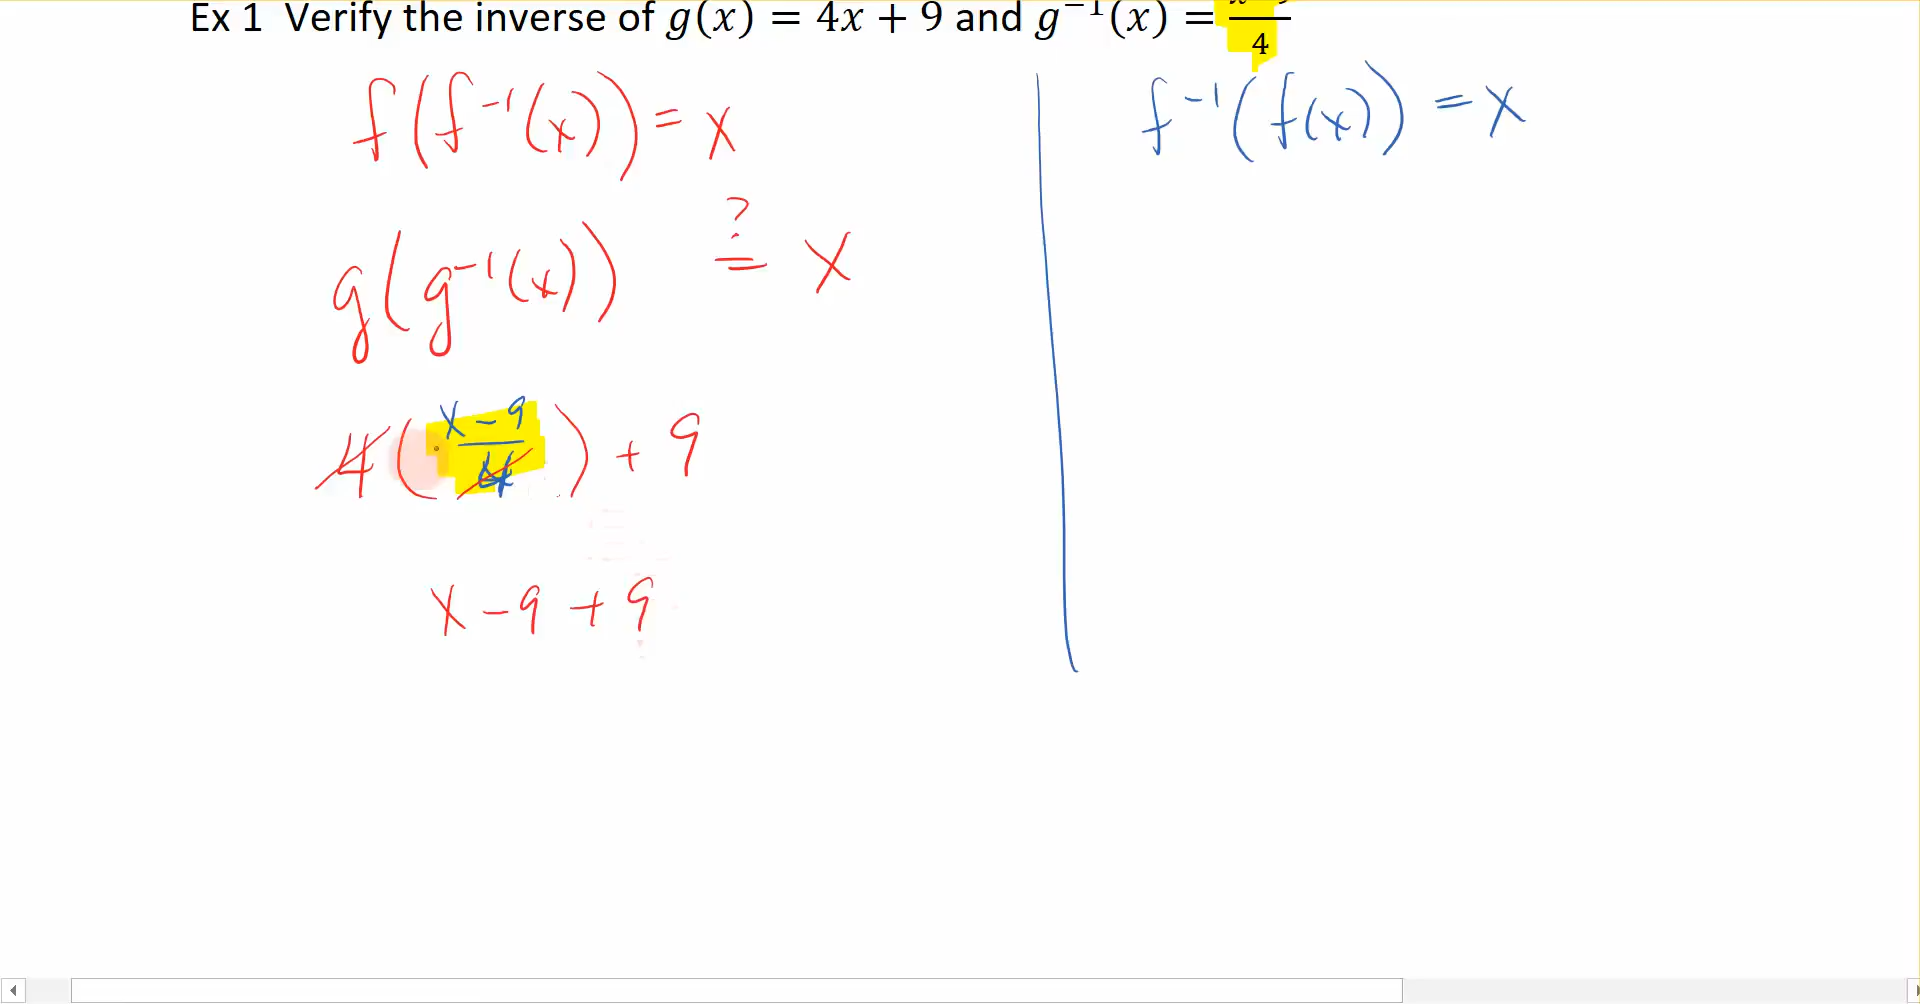 Ex 1 Verify the inverse of g(x) = 4x + 9 and g⁻¹(x) = /4
f(f⁻¹(x)) = x
g(g⁻¹(x)) ?= x
4(x - 9 / 4) + 9
x - 9 + 9
f⁻¹(f(x)) = x